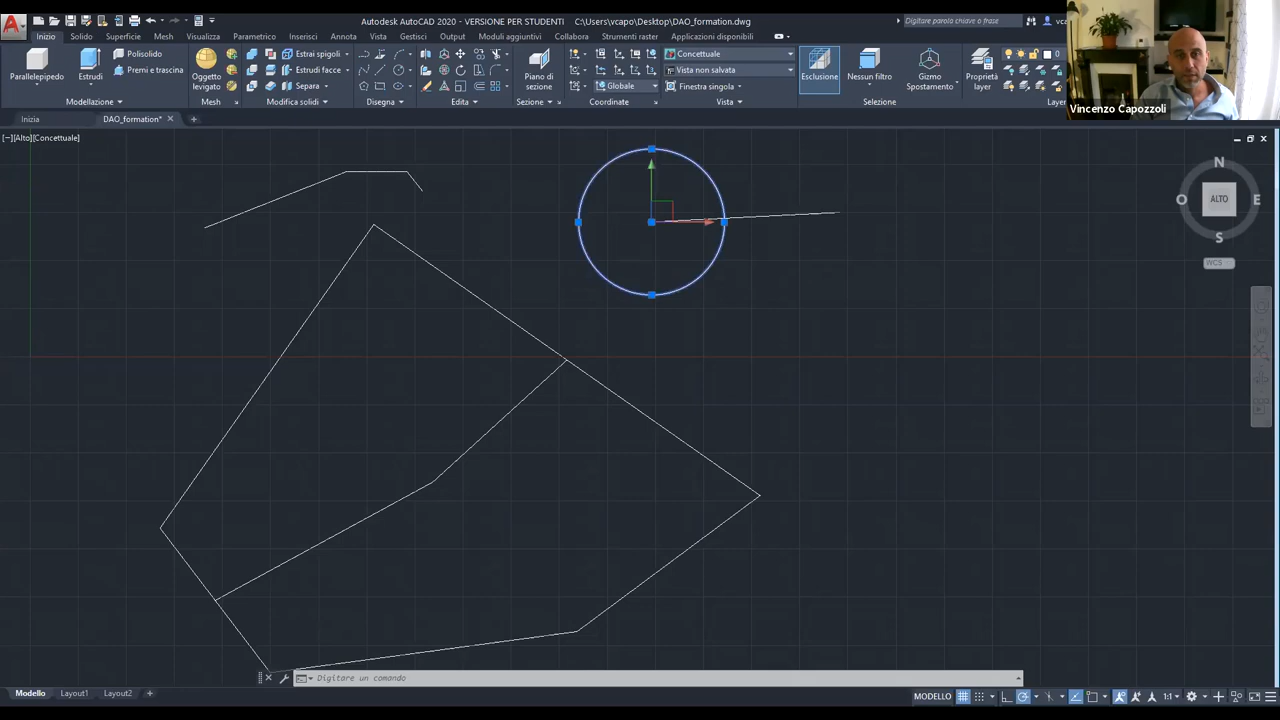 Autodesk AutoCAD 2020 - VERSIONE PER STUDENTI C:\Users\vcapo\Desktop\DAO_formation.dwg
Digitare parola chiave o frase
Inizio Solido Superficie Mesh Visualizza Parametrico Inserisci Annota Vista Gestisci Output Moduli aggiuntivi Collabora Strumenti raster Applicazioni disponibili
Parallelepipedo
Estrudi
Polisolido
Premi e trascina
Modellazione
Oggetto levigato
Mesh
Estrai spigoli
Estrudi facce
Separa
Modifica solidi
Disegna
Edita
Piano di sezione
Sezione
Globale
Coordinate
Concettuale
Vista non salvata
Finestra singola
Vista
Esclusione
Nessun filtro
Gizmo Spostamento
Selezione
Proprietà layer
0
Vincenzo Capozzoli
Inizia DAO_formation*
[−][Alto][Concettuale]
N
O ALTO E
S
WCS
Digitare un comando
Modello Layout1 Layout2
MODELLO
1:1